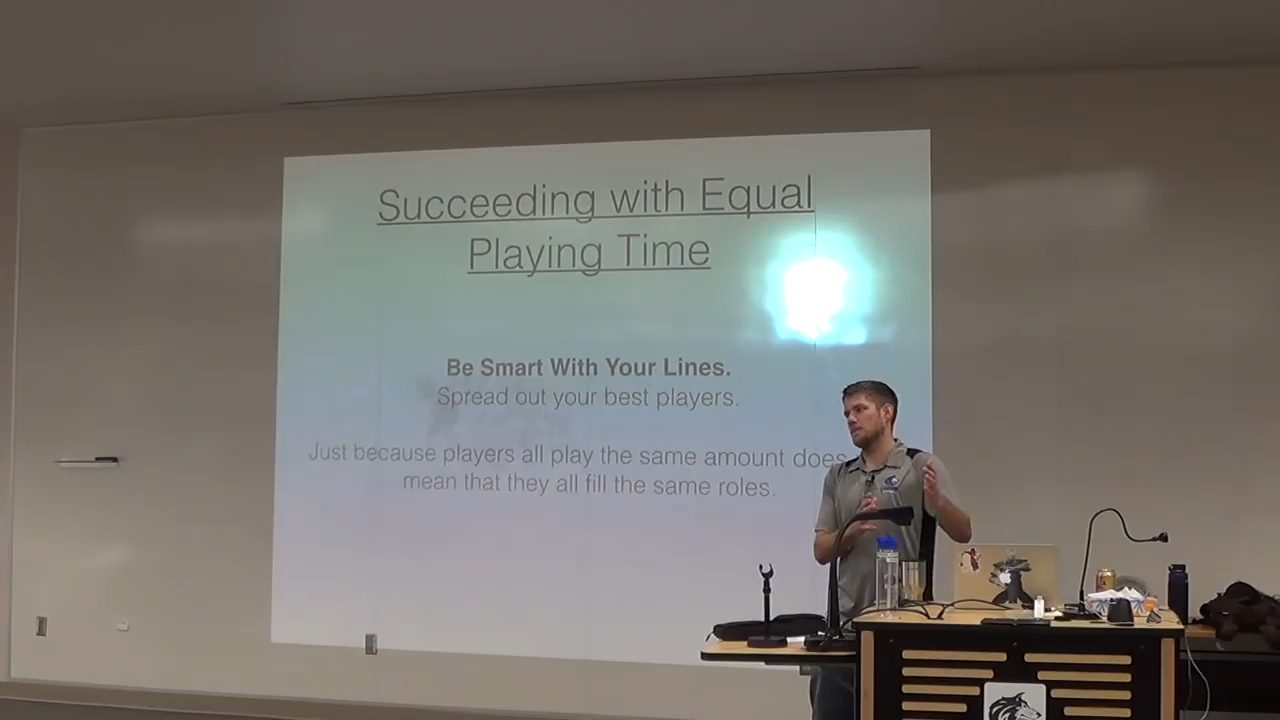 Succeeding with Equal
Playing Time
Be Smart With Your Lines.
Spread out your best players.
Just because players all play the same amount does
mean that they all fill the same roles.